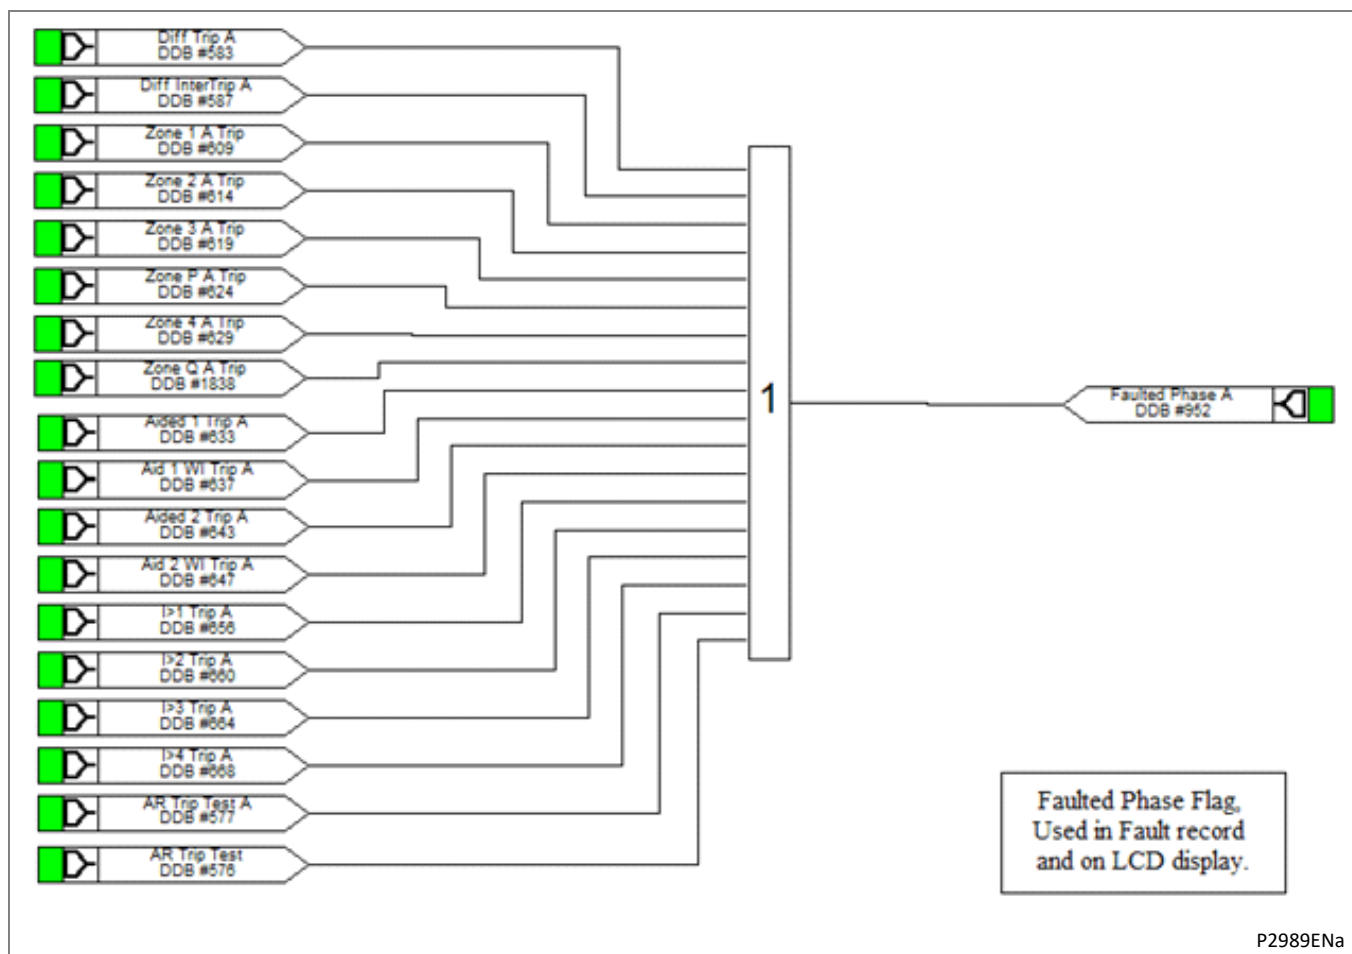 Diff Trip A
DDB #583
Diff InterTrip A
DDB #587
Zone 1 A Trip
DDB #609
Zone 2 A Trip
DDB #614
Zone 3 A Trip
DDB #619
Zone P A Trip
DDB #624
Zone 4 A Trip
DDB #629
Zone Q A Trip
DDB #1838
Aided 1 Trip A
DDB #633
Aid 1 WI Trip A
DDB #637
Aided 2 Trip A
DDB #643
Aid 2 WI Trip A
DDB #647
I>1 Trip A
DDB #656
I>2 Trip A
DDB #660
I>3 Trip A
DDB #664
I>4 Trip A
DDB #668
AR Trip Test A
DDB #577
AR Trip Test
DDB #576
1
Faulted Phase A
DDB #952
Faulted Phase Flag,
Used in Fault record
and on LCD display.
P2989ENa